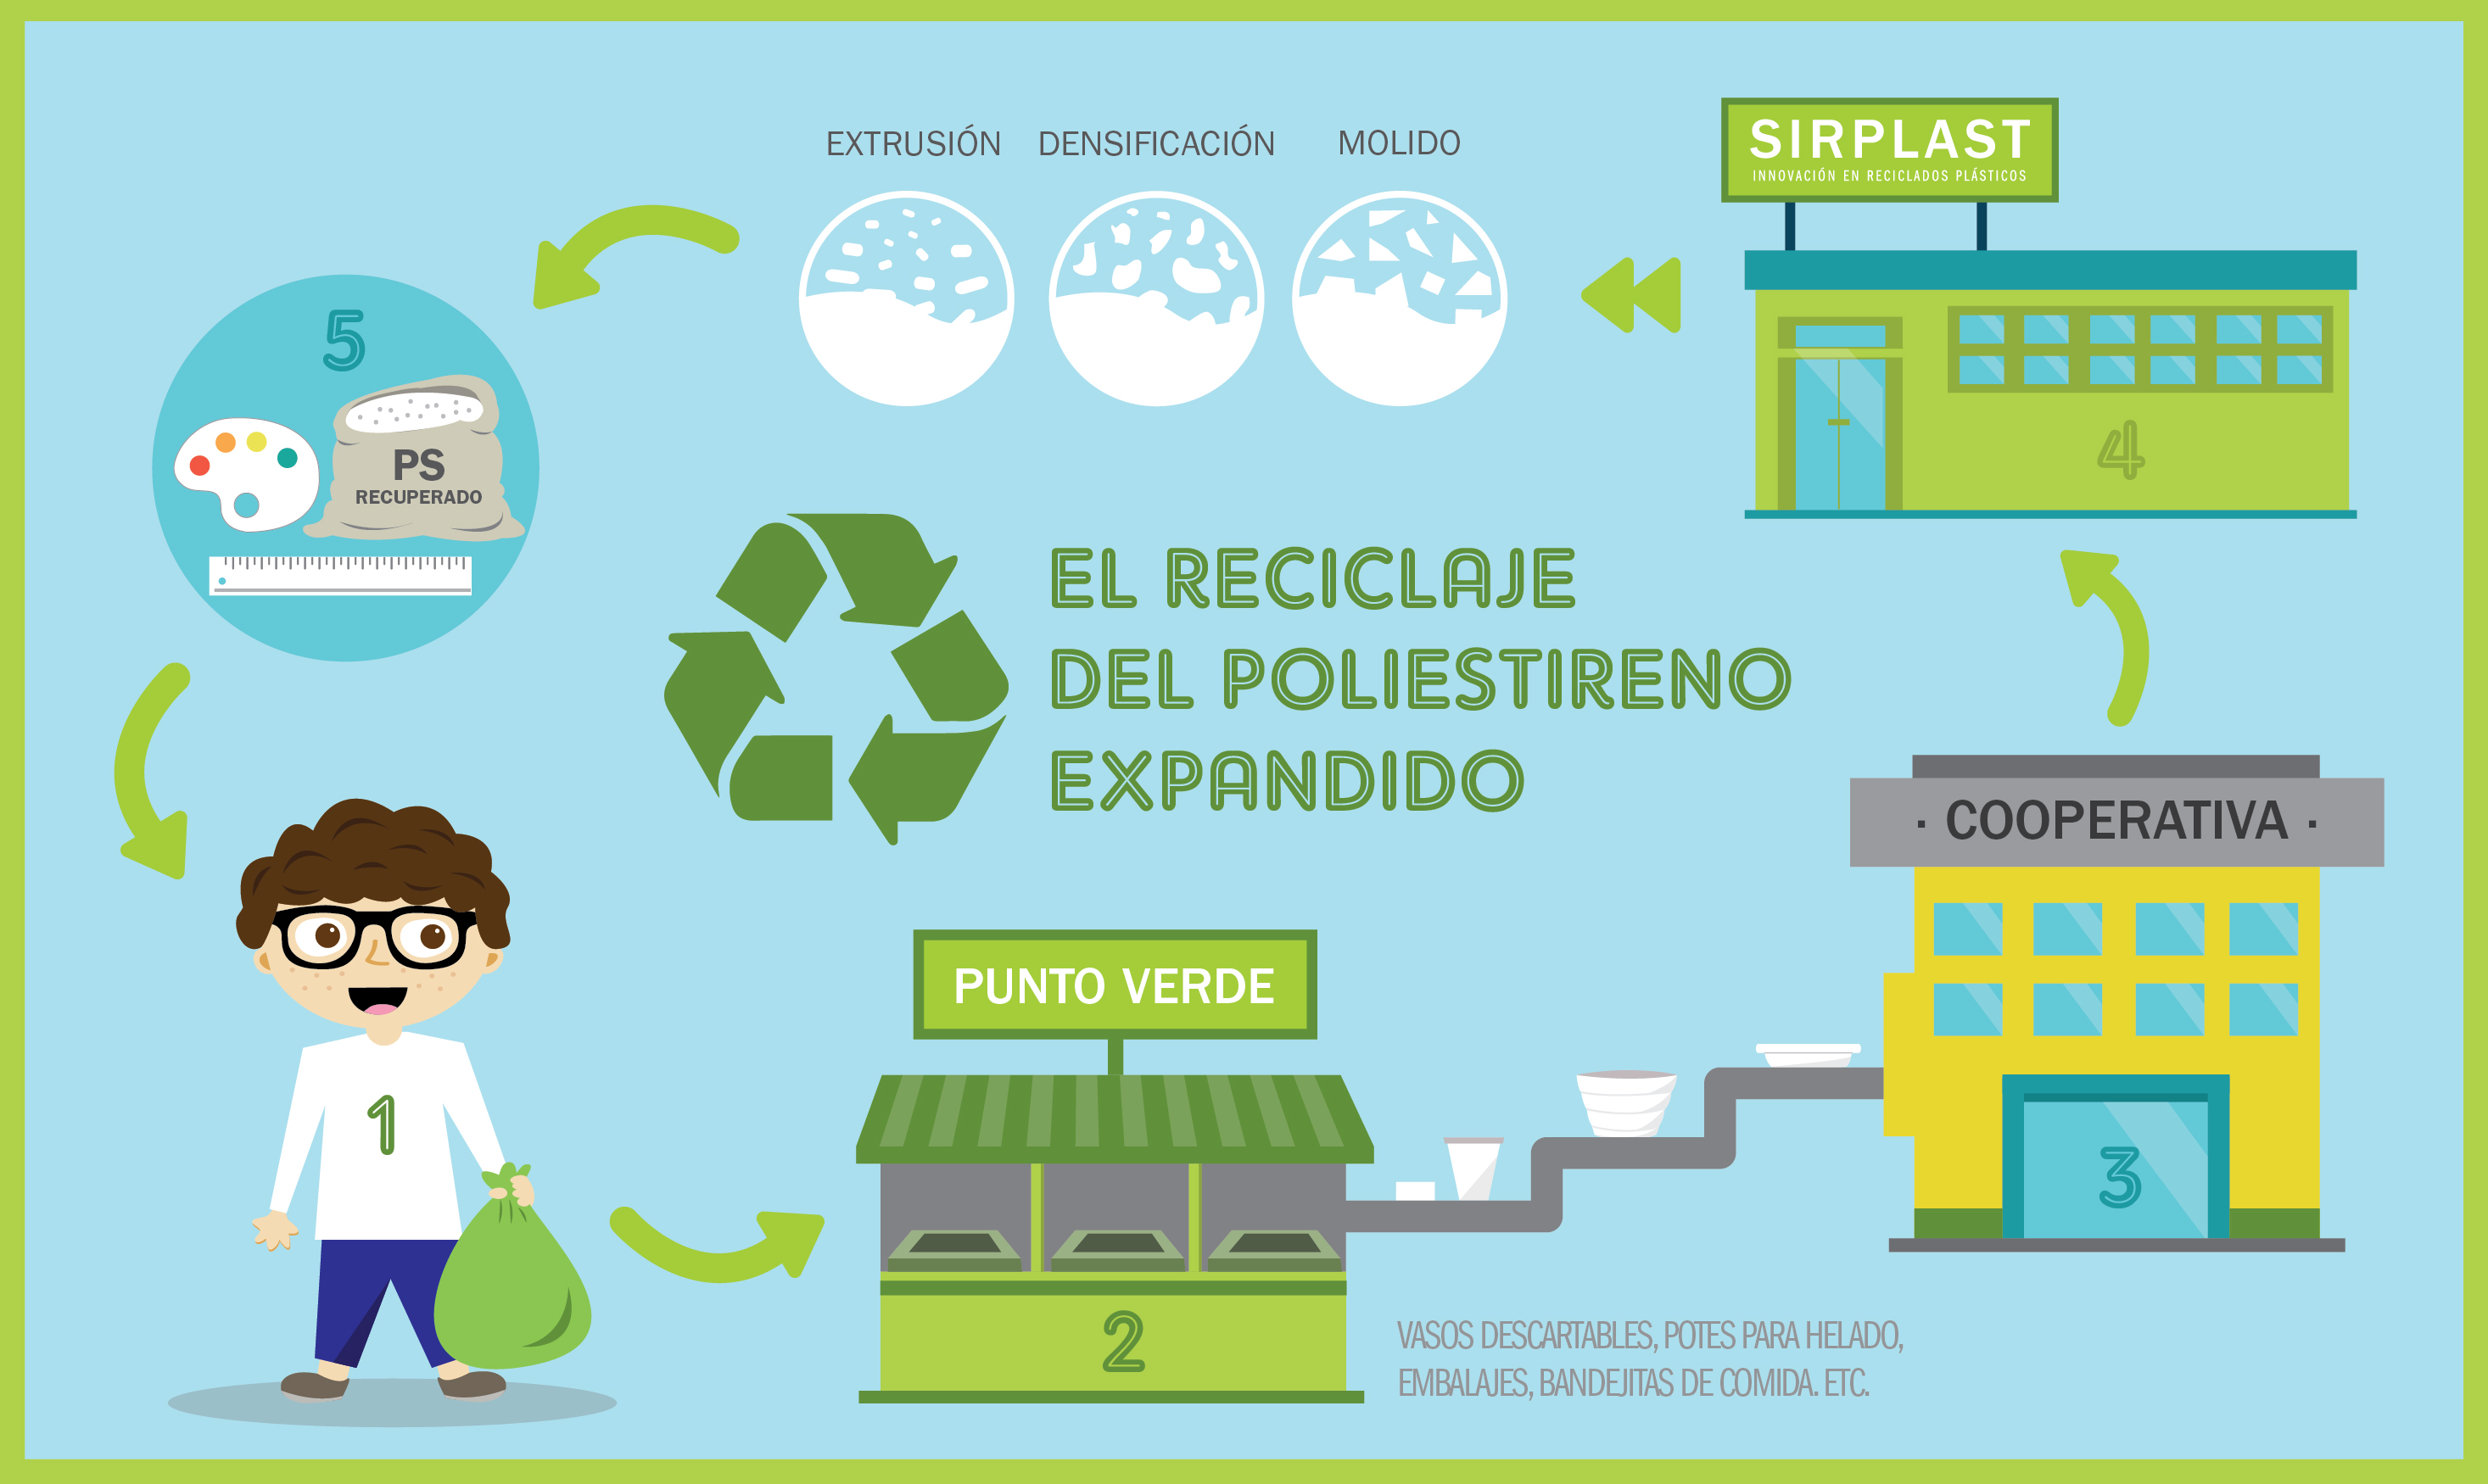 EXTRUSIÓN
DENSIFICACIÓN
MOLIDO
SIRPLAST
INNOVACIÓN EN RECICLADOS PLÁSTICOS
5
PS
RECUPERADO
4
EL RECICLAJE
DEL POLIESTIRENO
EXPANDIDO
· COOPERATIVA ·
PUNTO VERDE
1
3
2
VASOS DESCARTABLES, POTES PARA HELADO,
EMBALAJES, BANDEJITAS DE COMIDA. ETC.